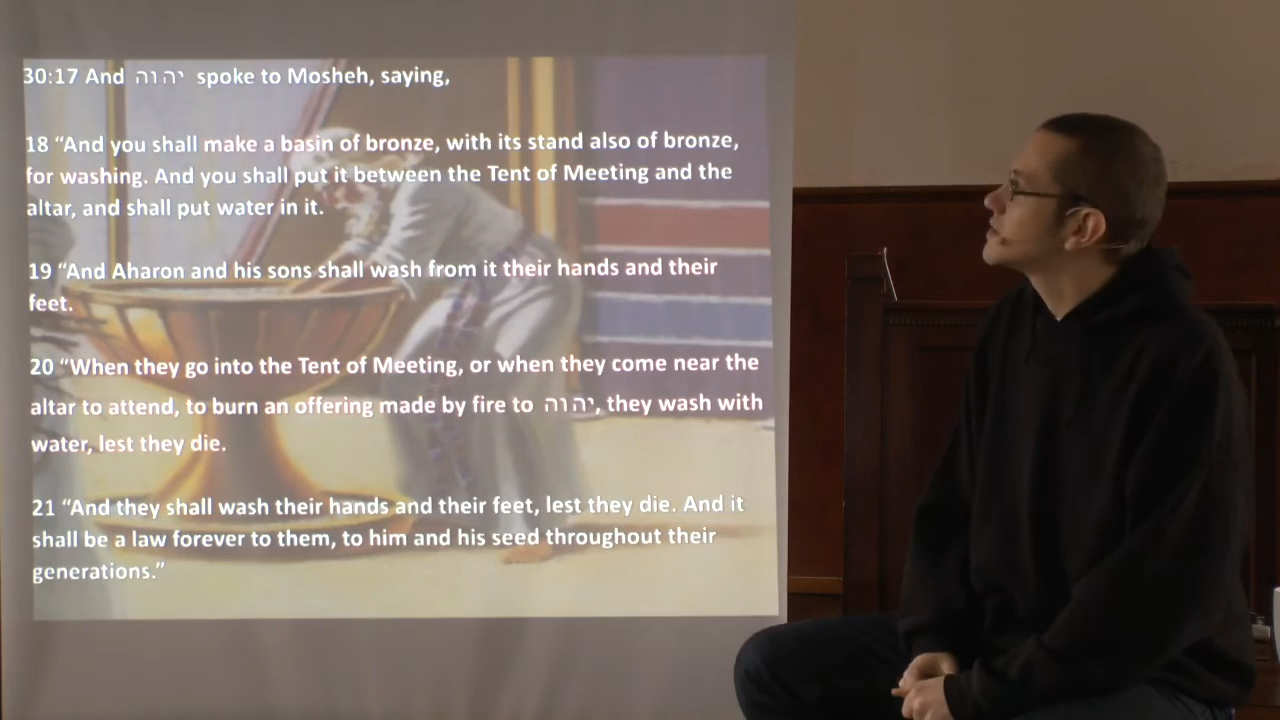 30:17 And יהוה spoke to Mosheh, saying,
18 “And you shall make a basin of bronze, with its stand also of bronze,
for washing. And you shall put it between the Tent of Meeting and the
altar, and shall put water in it.
19 “And Aharon and his sons shall wash from it their hands and their
feet.
20 “When they go into the Tent of Meeting, or when they come near the
altar to attend, to burn an offering made by fire to יהוה, they wash with
water, lest they die.
21 “And they shall wash their hands and their feet, lest they die. And it
shall be a law forever to them, to him and his seed throughout their
generations.”